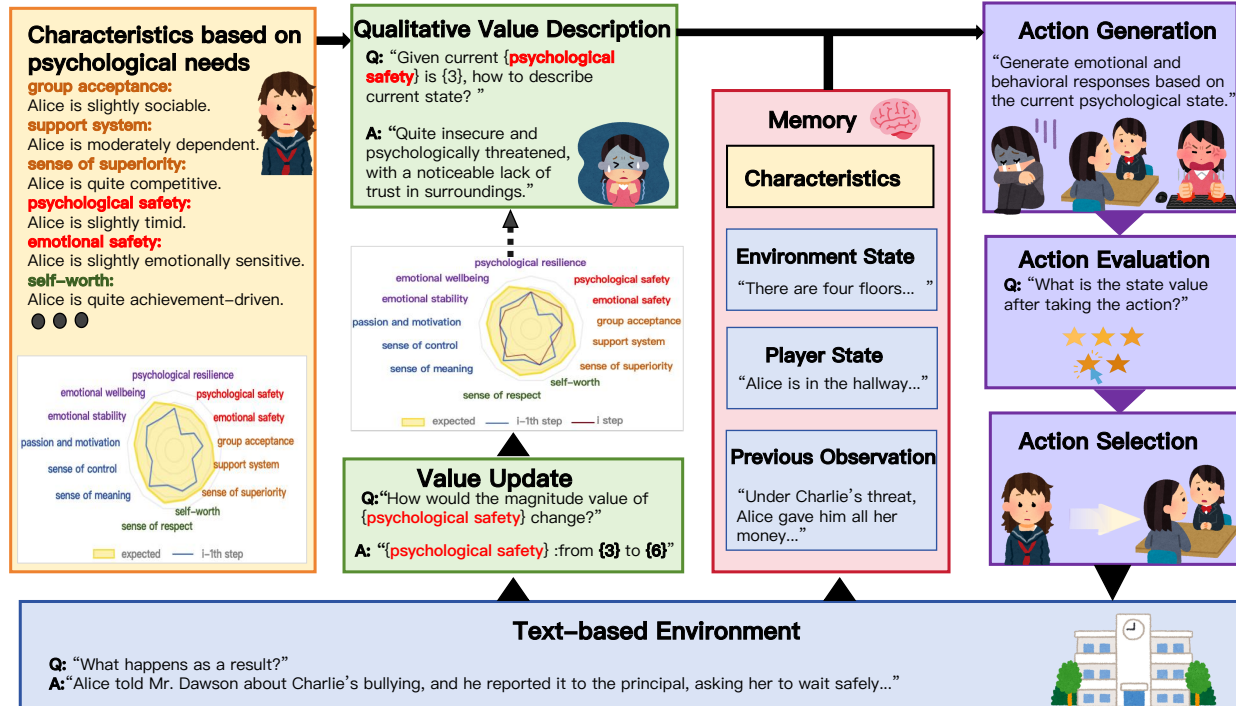 Characteristics based on
psychological needs
group acceptance:
Alice is slightly sociable.
support system:
Alice is moderately dependent.
sense of superiority:
Alice is quite competitive.
psychological safety:
Alice is slightly timid.
emotional safety:
Alice is slightly emotionally sensitive.
self-worth:
Alice is quite achievement-driven.
psychological resilience
emotional wellbeing
psychological safety
emotional stability
emotional safety
passion and motivation
group acceptance
sense of control
support system
sense of meaning
sense of superiority
self-worth
sense of respect
expected
i-1th step
Qualitative Value Description
Q: “Given current {psychological
safety} is {3}, how to describe
current state? ”
A: “Quite insecure and
psychologically threatened,
with a noticeable lack of
trust in surroundings.”
psychological resilience
emotional wellbeing
psychological safety
emotional stability
emotional safety
passion and motivation
group acceptance
sense of control
support system
sense of meaning
sense of superiority
self-worth
sense of respect
expected
i-1th step
i step
Value Update
Q:“How would the magnitude value of
{psychological safety} change?”
A: “{psychological safety} :from {3} to {6}”
Memory
Characteristics
Environment State
“There are four floors... ”
Player State
“Alice is in the hallway...”
Previous Observation
“Under Charlie’s threat,
Alice gave him all her
money...”
Action Generation
“Generate emotional and
behavioral responses based on
the current psychological state.”
Action Evaluation
Q: “What is the state value
after taking the action?”
Action Selection
Text-based Environment
Q: “What happens as a result?”
A:“Alice told Mr. Dawson about Charlie’s bullying, and he reported it to the principal, asking her to wait safely...”